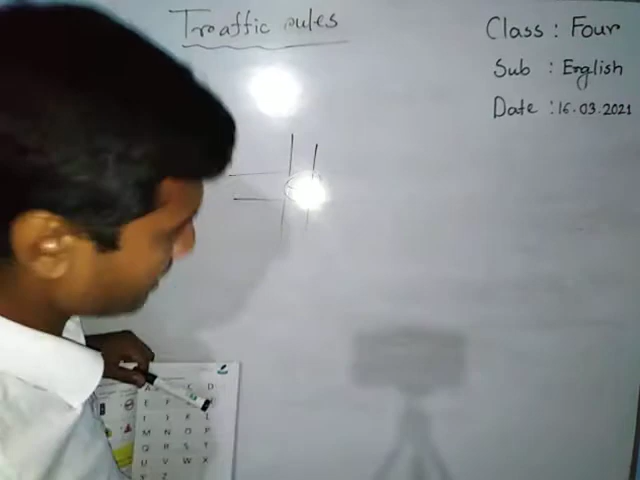 Traffic rules
Class : Four
Sub : English
Date : 16.03.2021
A C D
E F
I J K L
M N O P
Q R S T
U V W X
Y Z